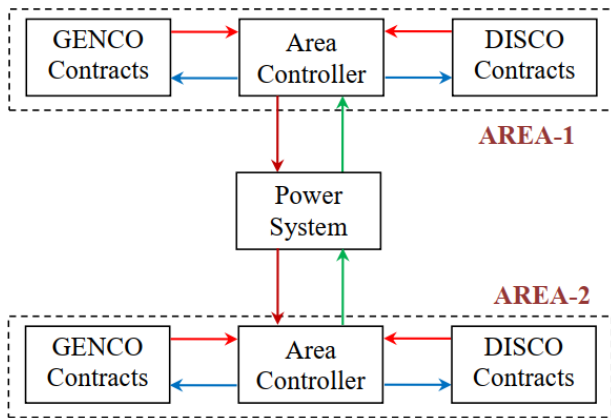 GENCO
Contracts
Area
Controller
DISCO
Contracts
AREA-1
Power
System
AREA-2
GENCO
Contracts
Area
Controller
DISCO
Contracts